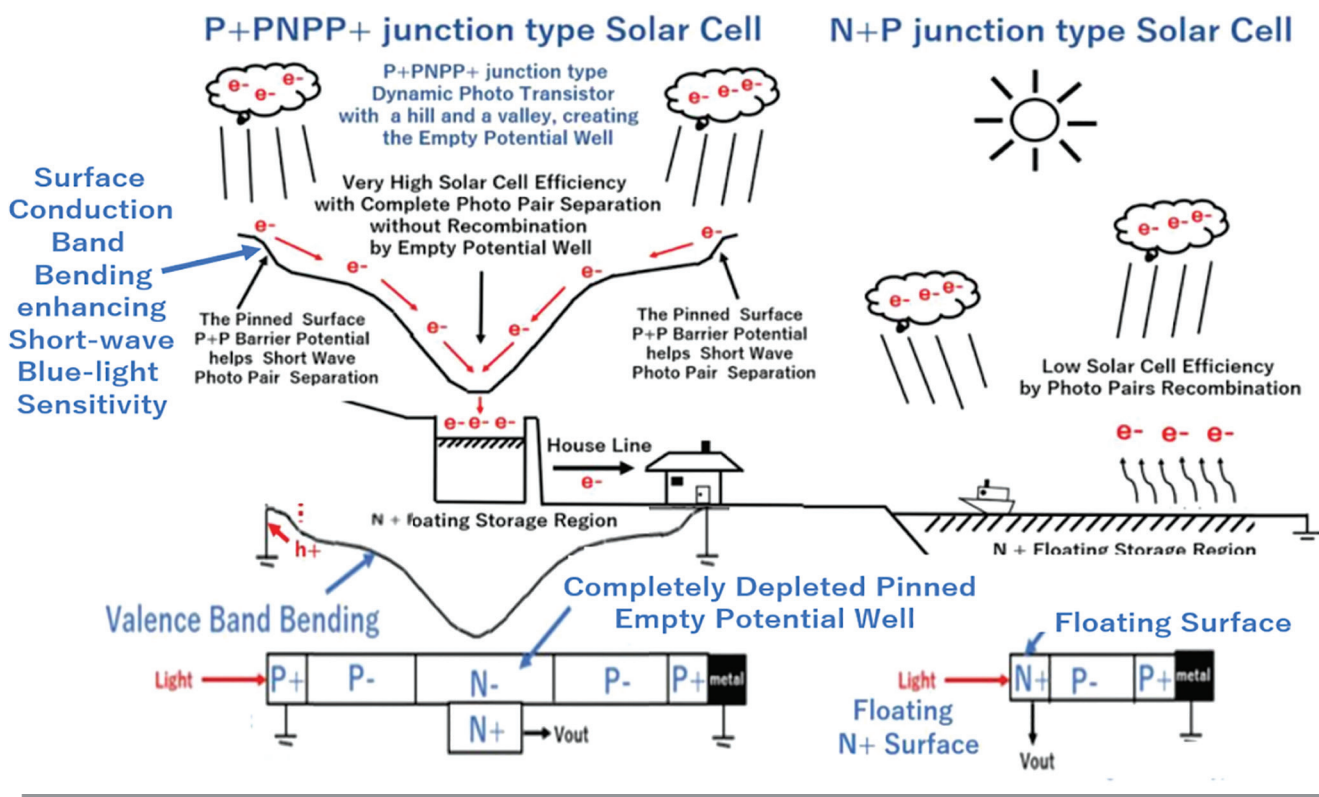 P+PNPP+ junction type Solar Cell
N+P junction type Solar Cell
e- e-
e-
P+PNPP+ junction type
Dynamic Photo Transistor
with a hill and a valley, creating
the Empty Potential Well
e- e- e-
Surface
Conduction
Band
Bending
enhancing
Short-wave
Blue-light
Sensitivity
Very High Solar Cell Efficiency
with Complete Photo Pair Separation
without Recombination
by Empty Potential Well
e-
e-
e-
e-
e-
e-
The Pinned Surface
P+P Barrier Potential
helps Short Wave
Photo Pair Separation
The Pinned Surface
P+P Barrier Potential
helps Short Wave
Photo Pair Separation
e- e- e-
House Line
e-
N + Floating Storage Region
h+
Valence Band Bending
Completely Depleted Pinned
Empty Potential Well
Light
P+
P-
N-
P-
P+
metal
N+
Vout
e- e- e-
e- e- e-
Low Solar Cell Efficiency
by Photo Pairs Recombination
e- e- e-
N + Floating Storage Region
Floating Surface
Light
N+
P-
P+
metal
Floating
N+ Surface
Vout